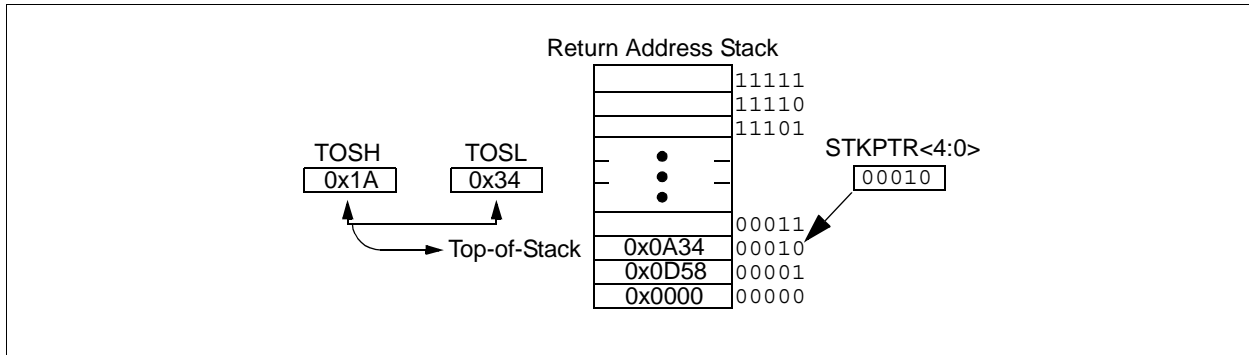 Return Address Stack
11111
11110
11101
TOSH TOSL STKPTR<4:0>
0x1A 0x34 00010
00011
Top-of-Stack 0x0A34 00010
0x0D58 00001
0x0000 00000